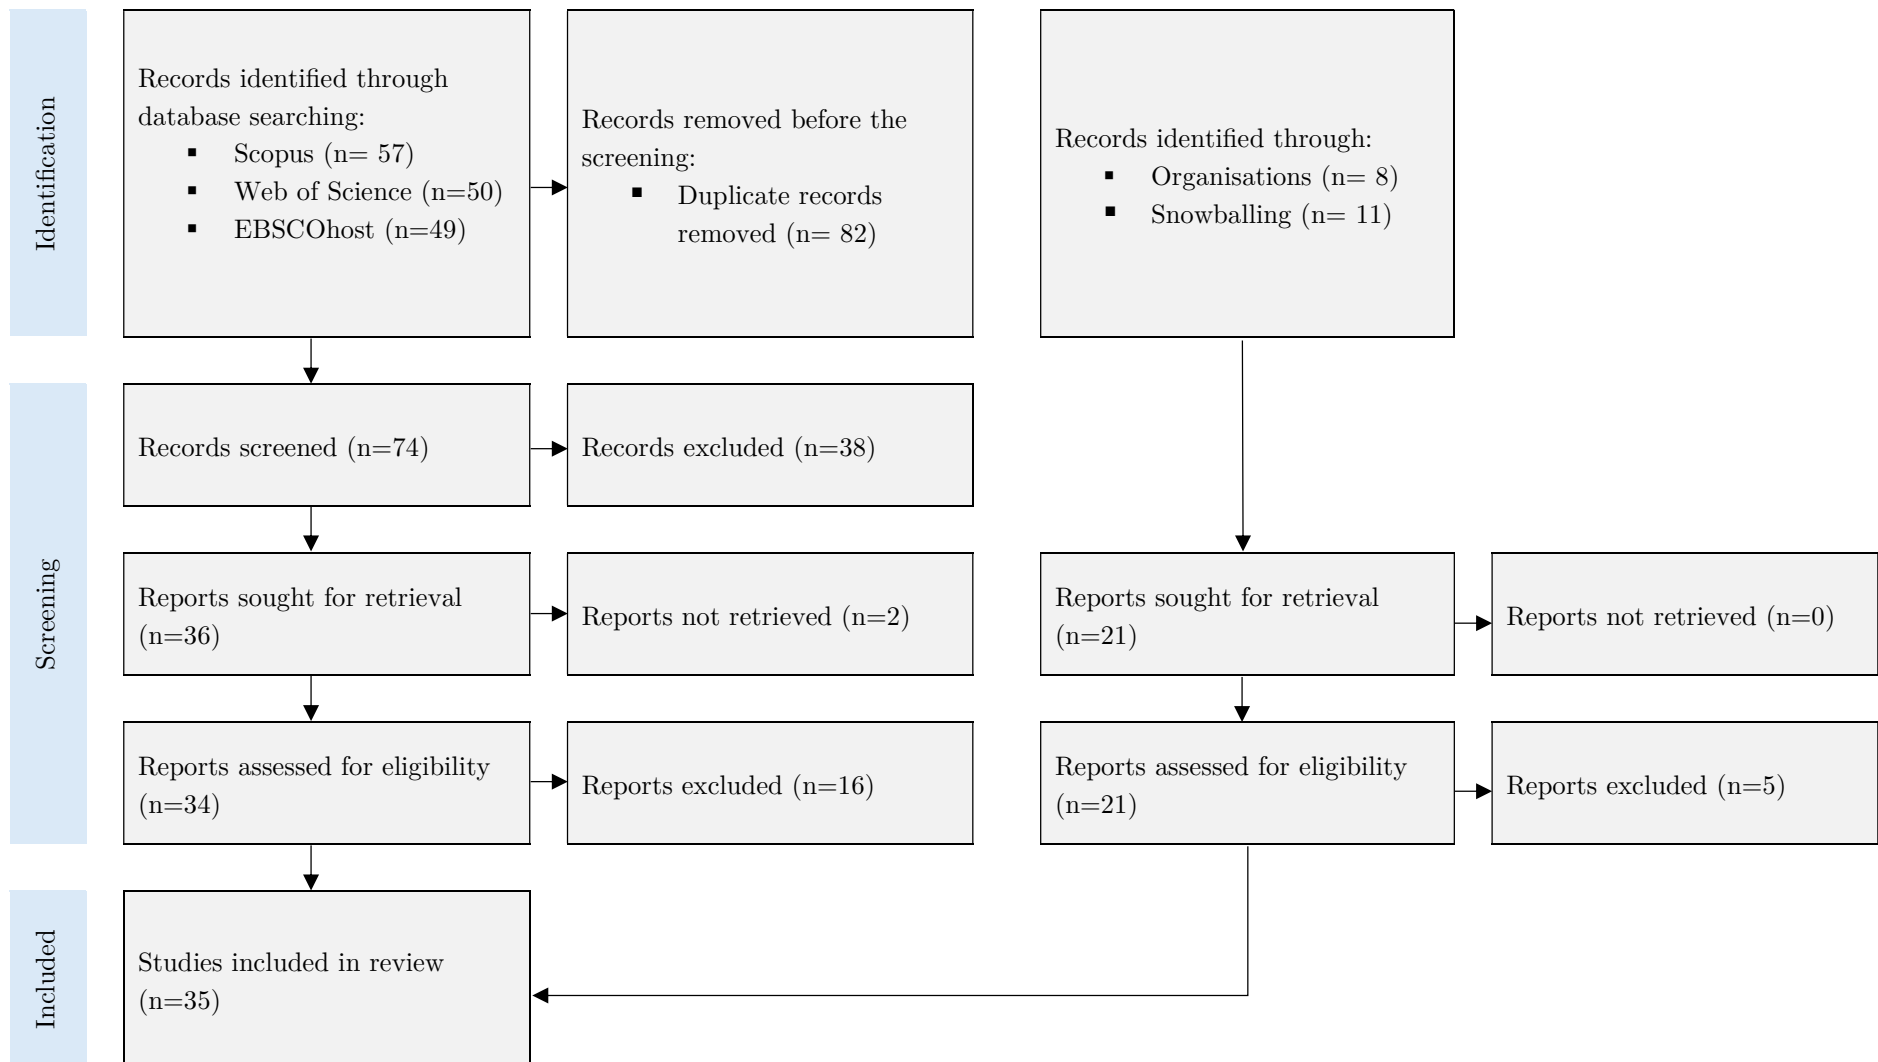 Identification
Records identified through
database searching:
▪ Scopus (n= 57)
▪ Web of Science (n=50)
▪ EBSCOhost (n=49)
Records removed before the
screening:
▪ Duplicate records
removed (n= 82)
Records identified through:
▪ Organisations (n= 8)
▪ Snowballing (n= 11)
Screening
Records screened (n=74)
Records excluded (n=38)
Reports sought for retrieval
(n=36)
Reports not retrieved (n=2)
Reports sought for retrieval
(n=21)
Reports not retrieved (n=0)
Reports assessed for eligibility
(n=34)
Reports excluded (n=16)
Reports assessed for eligibility
(n=21)
Reports excluded (n=5)
Included
Studies included in review
(n=35)